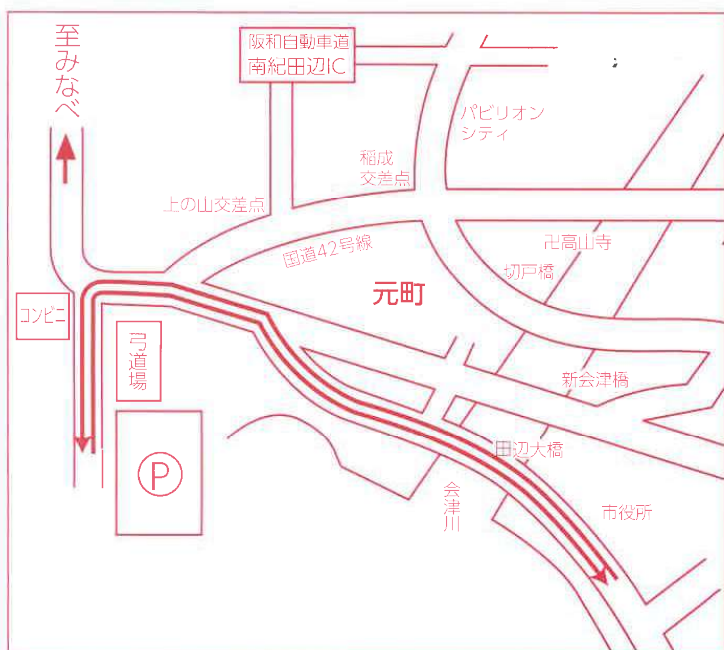 至みなべ
阪和自動車道
南紀田辺IC
パビリオン
シティ
稲成
交差点
上の山交差点
国道42号線
卍高山寺
切戸橋
元町
コンビニ
弓道場
新会津橋
P
田辺大橋
会津川
市役所